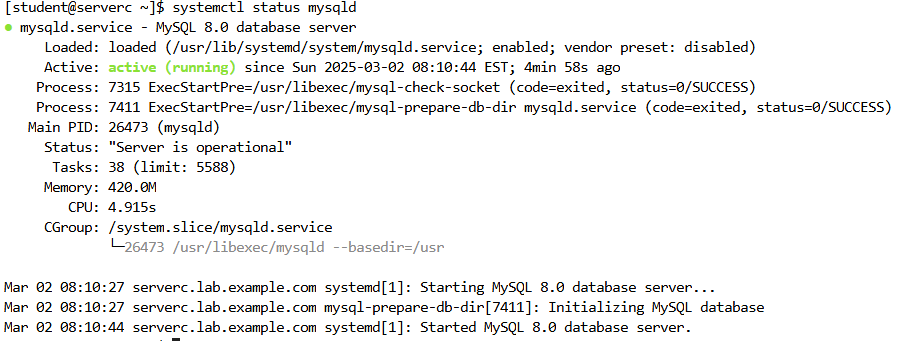 [student@serverc ~]$ systemctl status mysqld
● mysqld.service - MySQL 8.0 database server
     Loaded: loaded (/usr/lib/systemd/system/mysqld.service; enabled; vendor preset: disabled)
     Active: active (running) since Sun 2025-03-02 08:10:44 EST; 4min 58s ago
    Process: 7315 ExecStartPre=/usr/libexec/mysql-check-socket (code=exited, status=0/SUCCESS)
    Process: 7411 ExecStartPre=/usr/libexec/mysql-prepare-db-dir mysqld.service (code=exited, status=0/SUCCESS)
   Main PID: 26473 (mysqld)
     Status: "Server is operational"
      Tasks: 38 (limit: 5588)
     Memory: 420.0M
        CPU: 4.915s
     CGroup: /system.slice/mysqld.service
             └─26473 /usr/libexec/mysqld --basedir=/usr

Mar 02 08:10:27 serverc.lab.example.com systemd[1]: Starting MySQL 8.0 database server...
Mar 02 08:10:27 serverc.lab.example.com mysql-prepare-db-dir[7411]: Initializing MySQL database
Mar 02 08:10:44 serverc.lab.example.com systemd[1]: Started MySQL 8.0 database server.